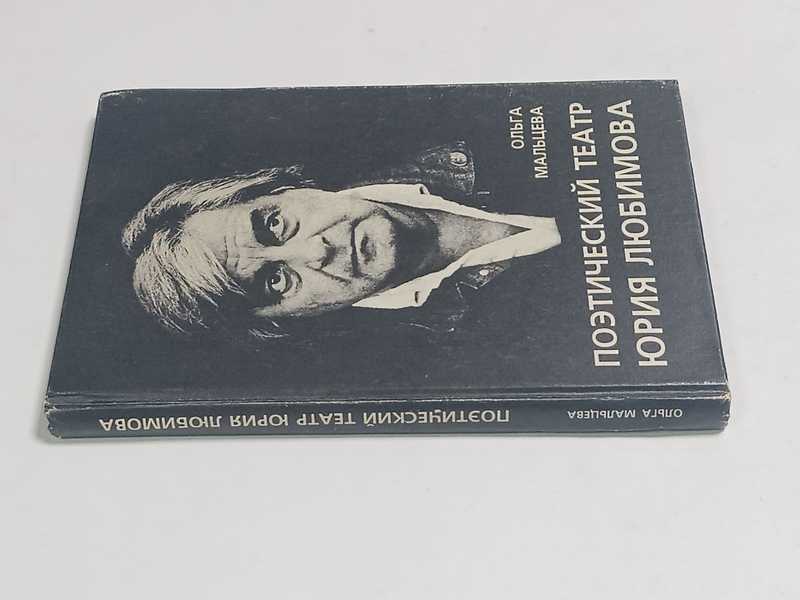 ОЛЬГА
МАЛЬЦЕВА
ПОЭТИЧЕСКИЙ ТЕАТР
ЮРИЯ ЛЮБИМОВА
ОЛЬГА МАЛЬЦЕВА
ПОЭТИЧЕСКИЙ ТЕАТР ЮРИЯ ЛЮБИМОВА